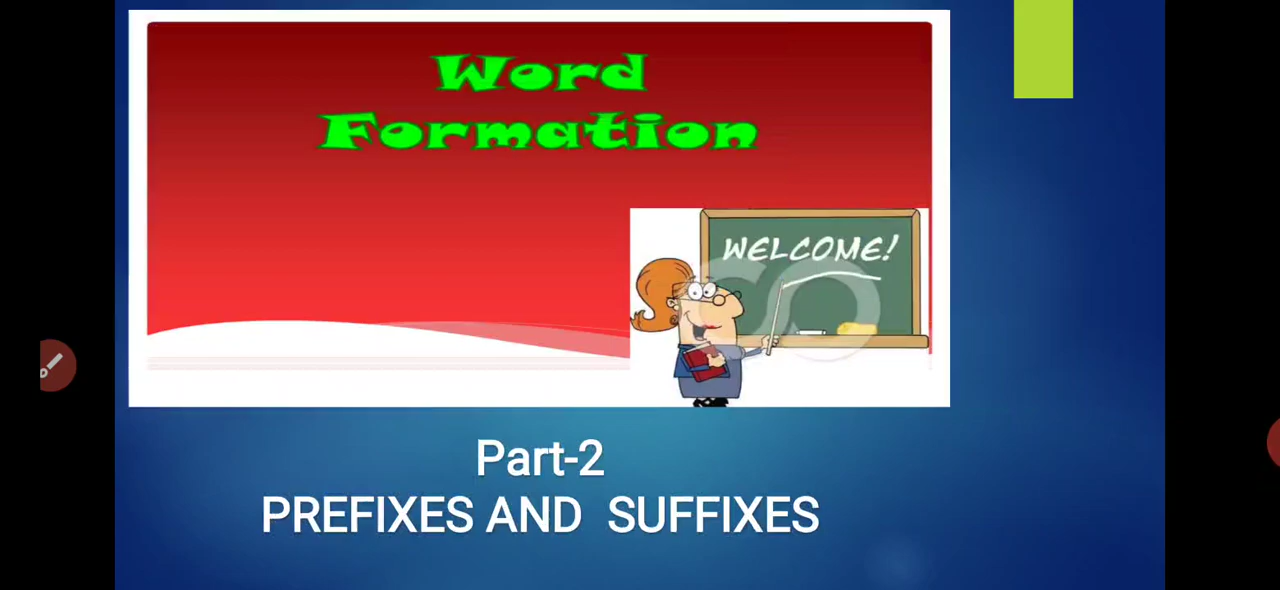 Word
Formation
WELCOME!
Part-2
PREFIXES AND SUFFIXES